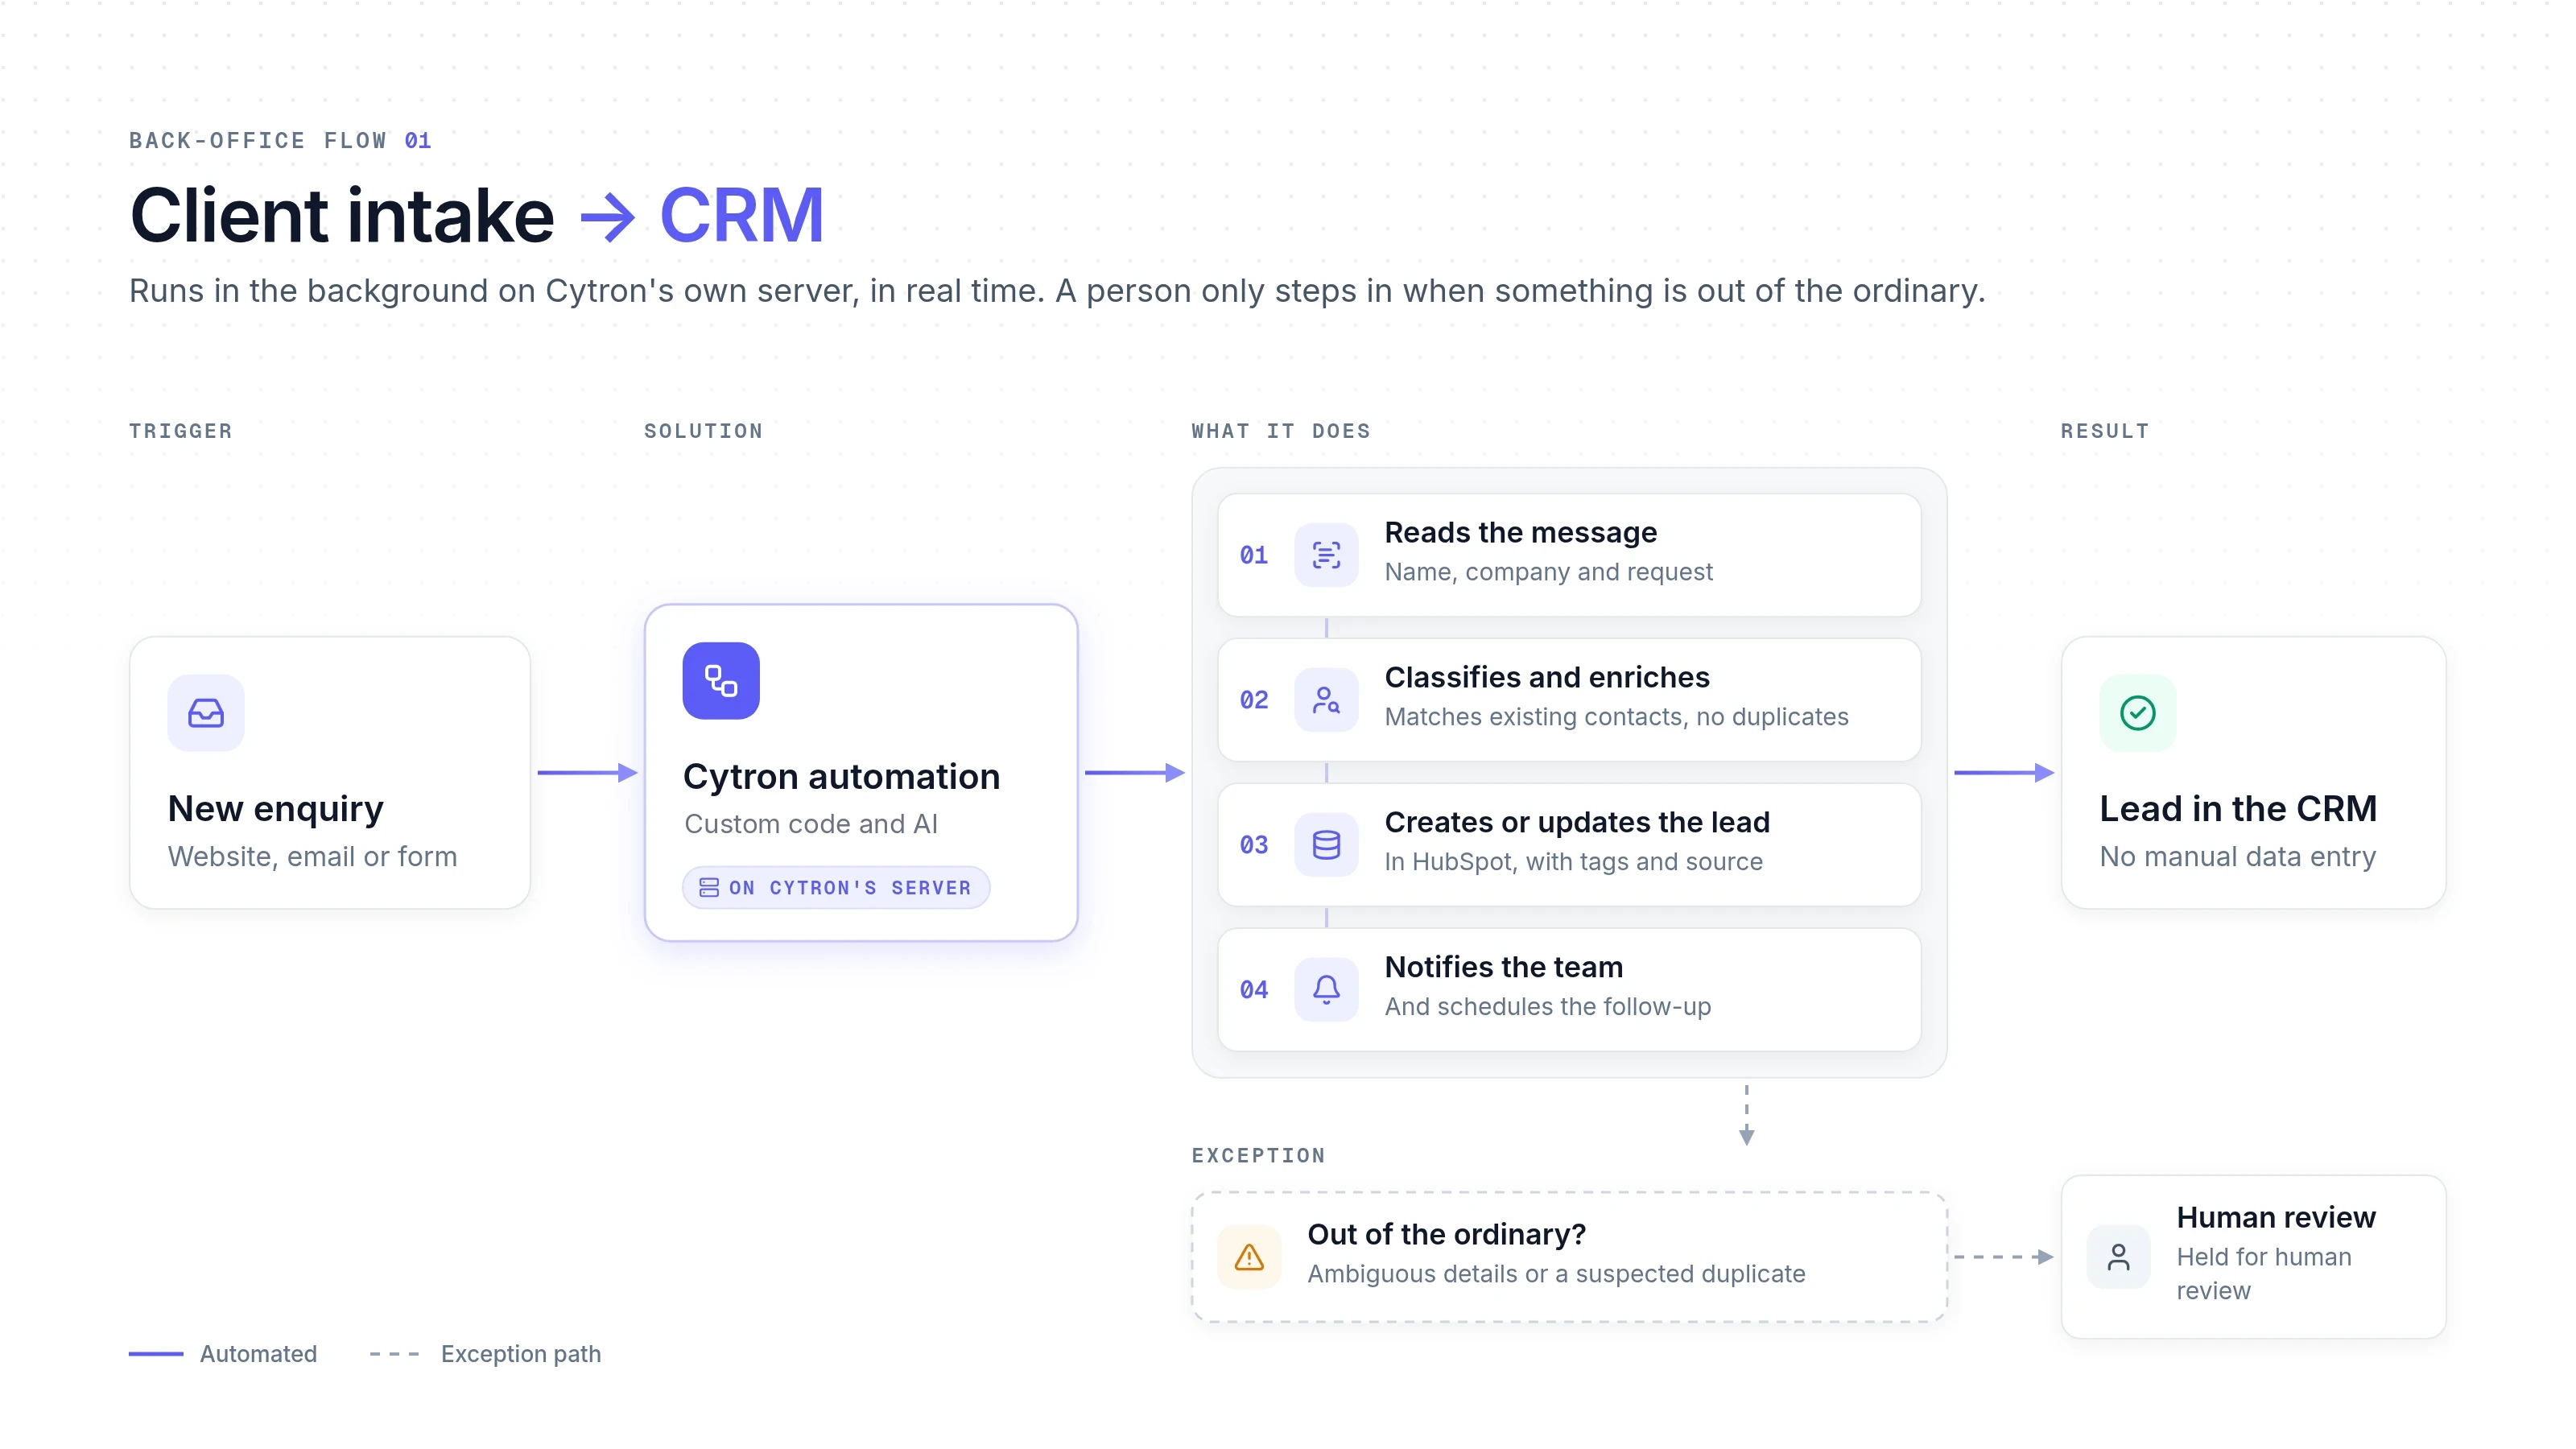 BACK-OFFICE FLOW 01
Client intake → CRM
Runs in the background on Cytron's own server, in real time. A person only steps in when something is out of the ordinary.
TRIGGER
New enquiry
Website, email or form
SOLUTION
Cytron automation
Custom code and AI
ON CYTRON'S SERVER
WHAT IT DOES
01
Reads the message
Name, company and request
02
Classifies and enriches
Matches existing contacts, no duplicates
03
Creates or updates the lead
In HubSpot, with tags and source
04
Notifies the team
And schedules the follow-up
RESULT
Lead in the CRM
No manual data entry
EXCEPTION
Out of the ordinary?
Ambiguous details or a suspected duplicate
Human review
Held for human
review
Automated
Exception path